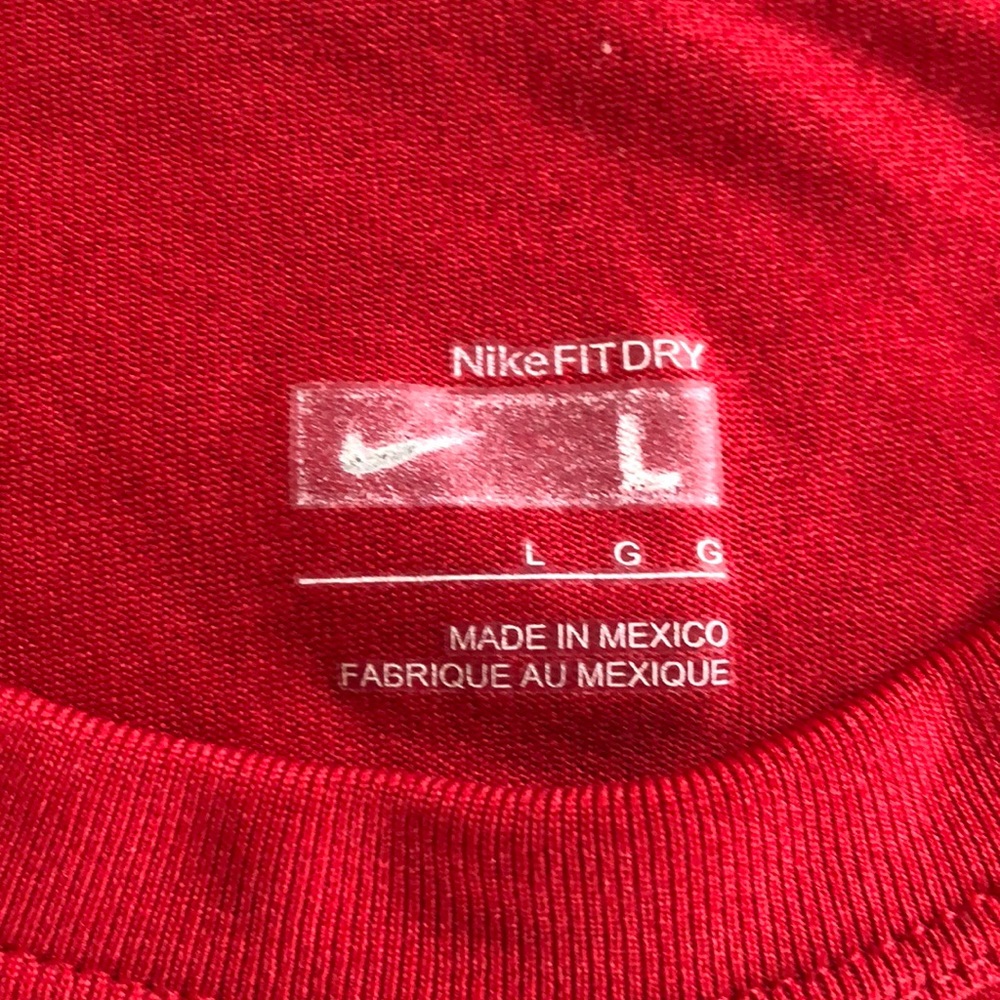 NikeFITDRY
L
L G G
MADE IN MEXICO
FABRIQUE AU MEXIQUE